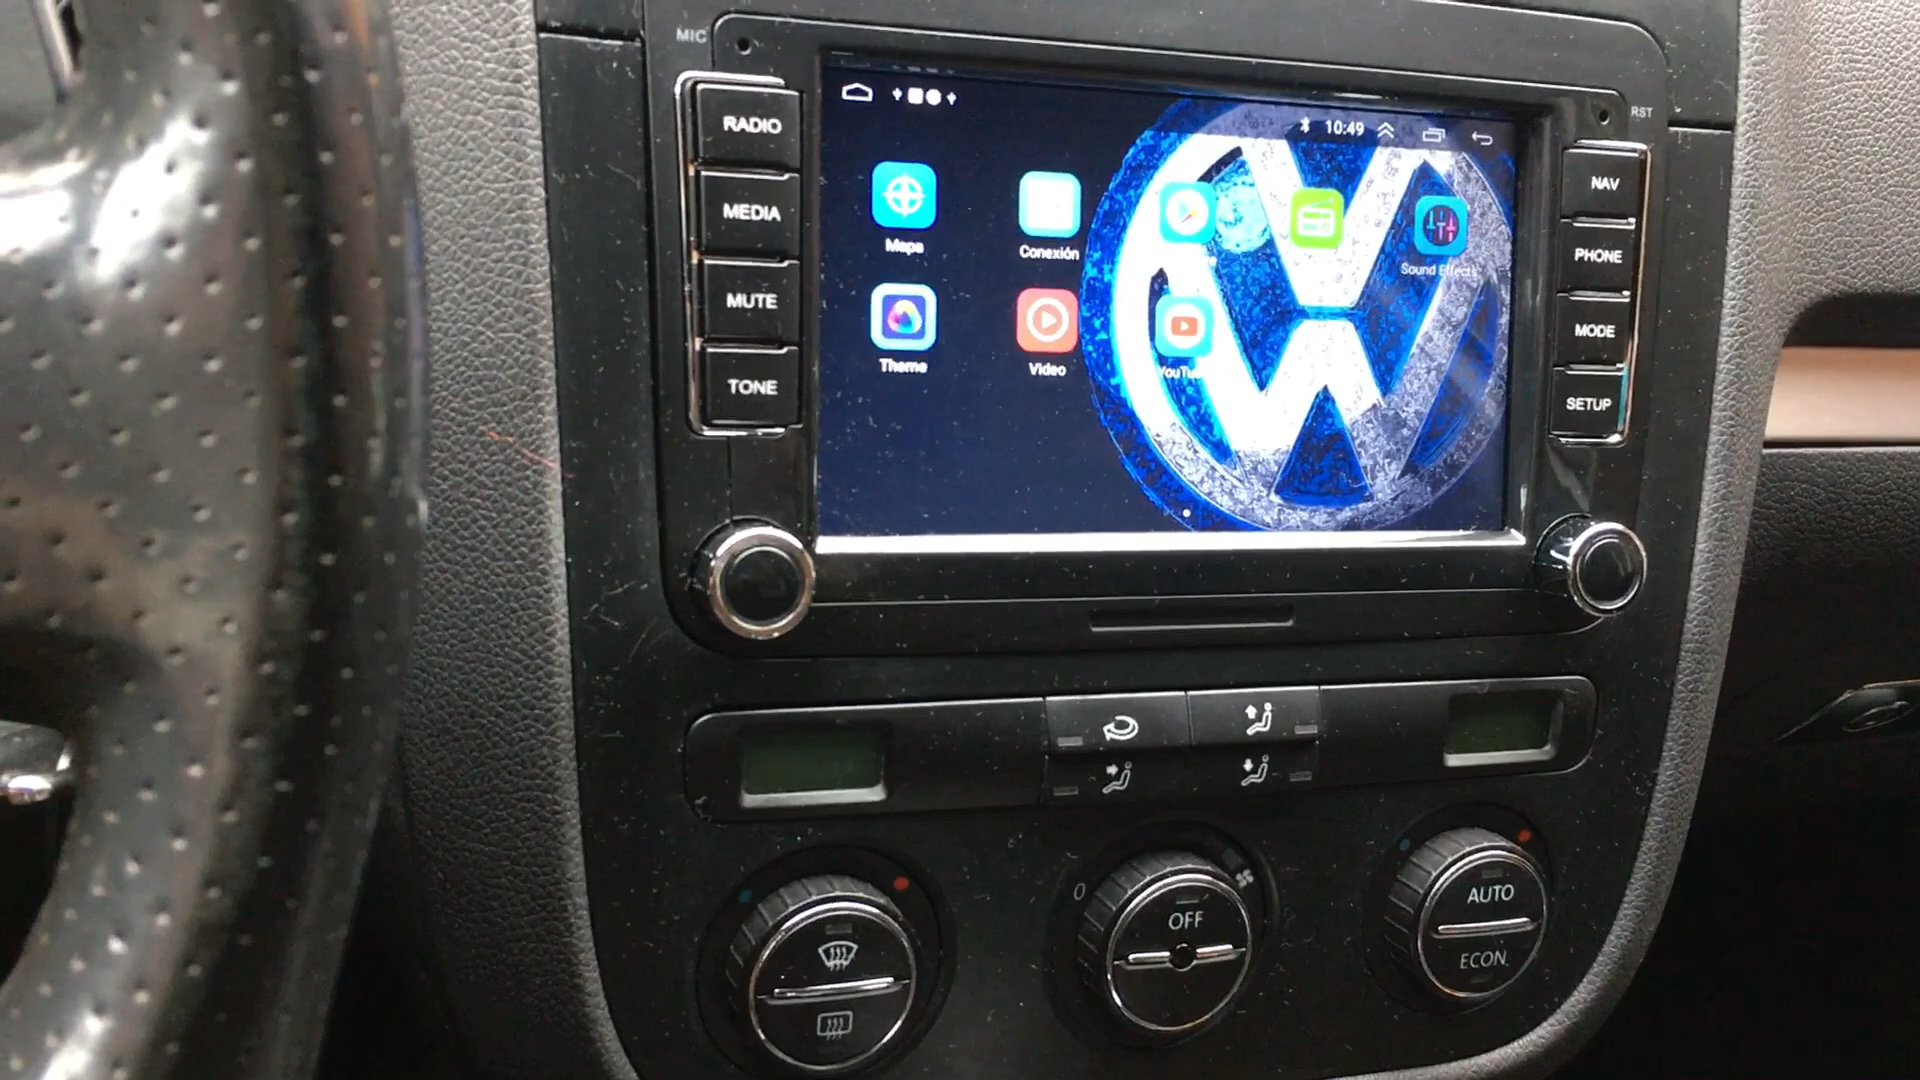 MIC
RST
RADIO
MEDIA
MUTE
TONE
10:49
Mapa
Conexión
Sound Effects
Theme
Video
NAV
PHONE
MODE
SETUP
0
OFF
AUTO
ECON.